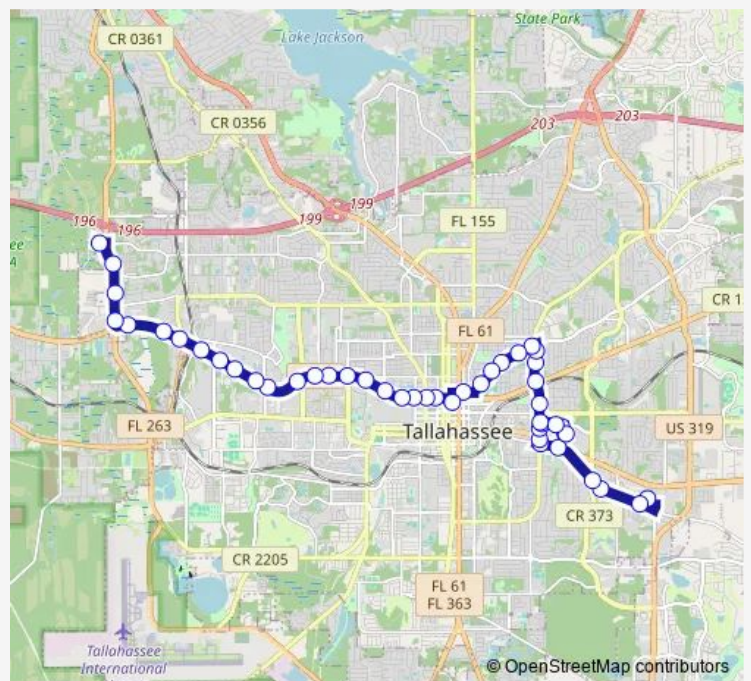 State Park
CR 0361
Lake Jackson
CR 0356
203
203
199
196
196
199
FL 155
ee
A
CR 1
FL 61
FL 263
Tallahassee
US 319
CR 373
CR 2205
FL 61
FL 363
Tallahassee
International
© OpenStreetMap contributors